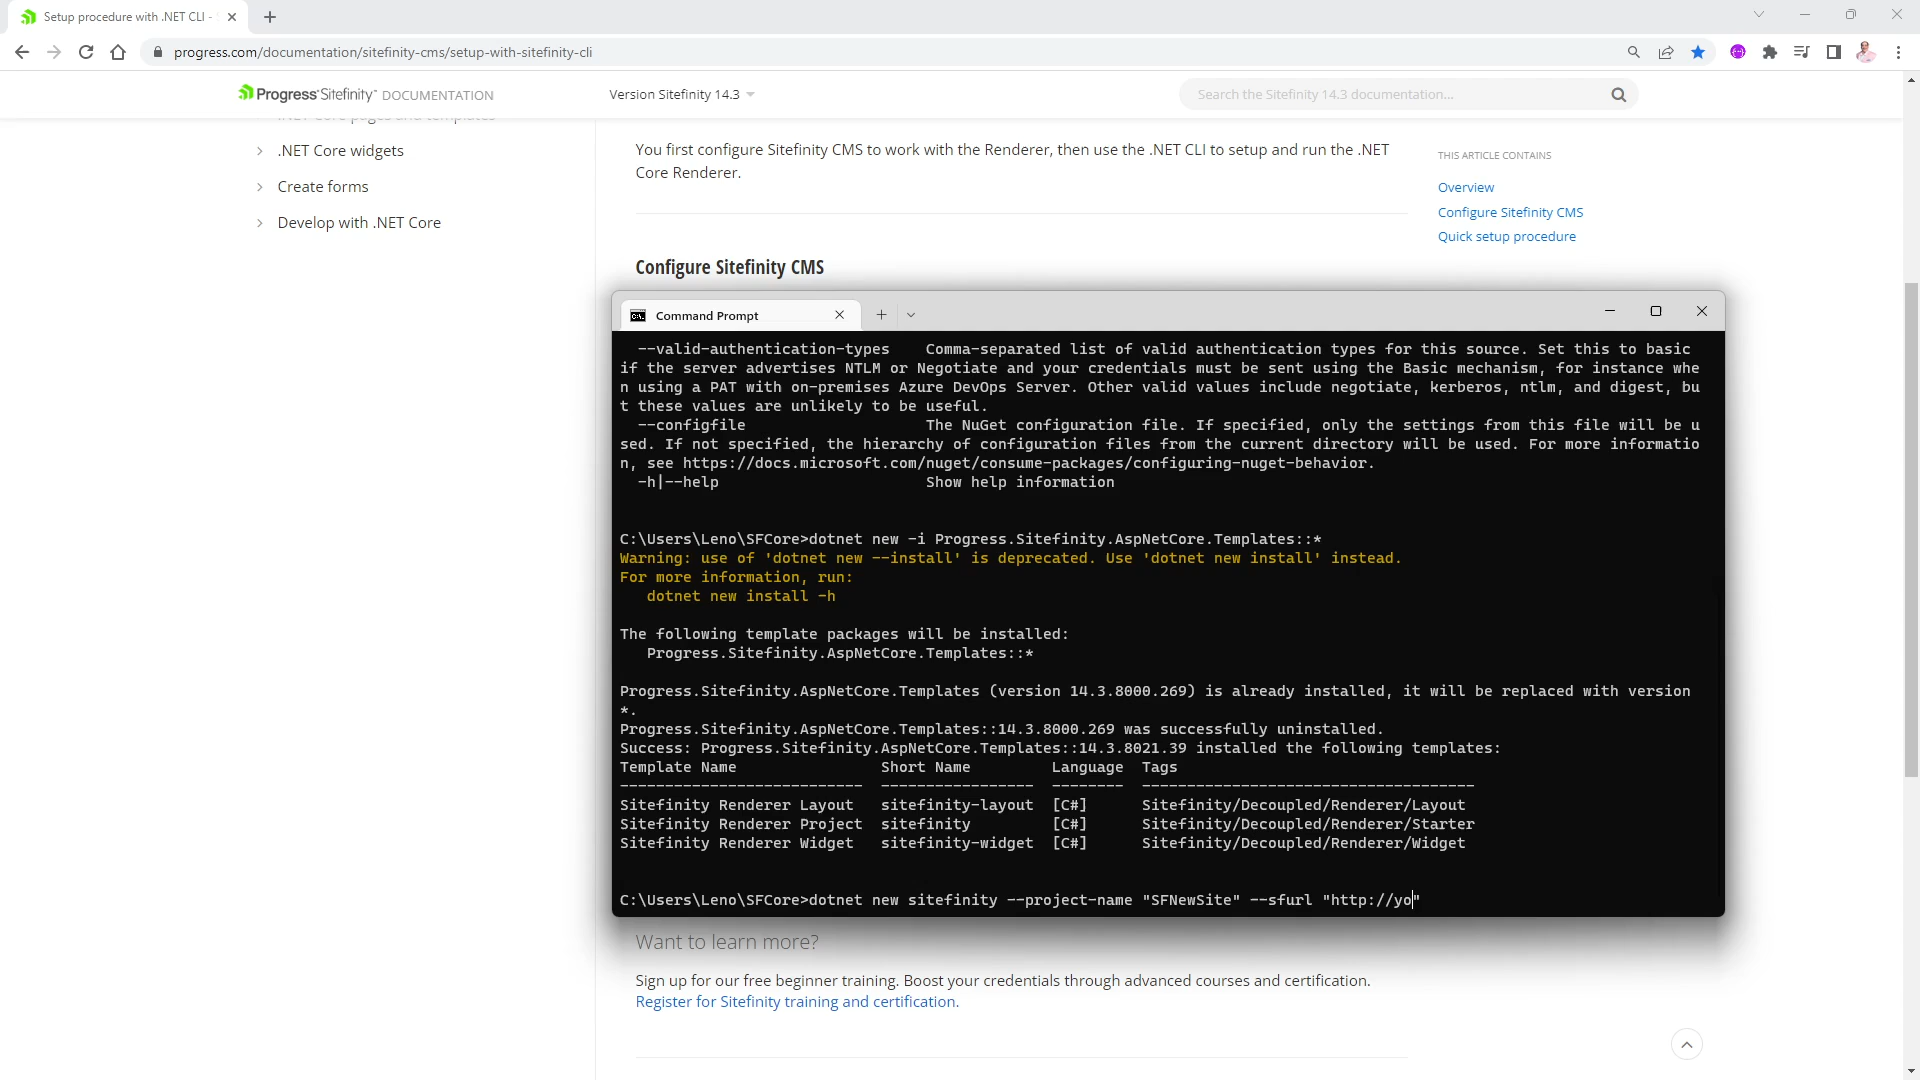 Setup procedure with .NET CLI -
progress.com/documentation/sitefinity-cms/setup-with-sitefinity-cli
Progress Sitefinity DOCUMENTATION
Version Sitefinity 14.3
Search the Sitefinity 14.3 documentation...
.NET Core pages and templates
.NET Core widgets
Create forms
Develop with .NET Core
You first configure Sitefinity CMS to work with the Renderer, then use the .NET CLI to setup and run the .NET
Core Renderer.
THIS ARTICLE CONTAINS
Overview
Configure Sitefinity CMS
Quick setup procedure
Configure Sitefinity CMS
Command Prompt
--valid-authentication-types    Comma-separated list of valid authentication types for this source. Set this to basic
if the server advertises NTLM or Negotiate and your credentials must be sent using the Basic mechanism, for instance whe
n using a PAT with on-premises Azure DevOps Server. Other valid values include negotiate, kerberos, ntlm, and digest, bu
t these values are unlikely to be useful.
--configfile                    The NuGet configuration file. If specified, only the settings from this file will be u
sed. If not specified, the hierarchy of configuration files from the current directory will be used. For more informatio
n, see https://docs.microsoft.com/nuget/consume-packages/configuring-nuget-behavior.
-h|--help                       Show help information
C:\Users\Leno\SFCore>dotnet new -i Progress.Sitefinity.AspNetCore.Templates::*
Warning: use of 'dotnet new --install' is deprecated. Use 'dotnet new install' instead.
For more information, run:
dotnet new install -h
The following template packages will be installed:
Progress.Sitefinity.AspNetCore.Templates::*
Progress.Sitefinity.AspNetCore.Templates (version 14.3.8000.269) is already installed, it will be replaced with version
*.
Progress.Sitefinity.AspNetCore.Templates::14.3.8000.269 was successfully uninstalled.
Success: Progress.Sitefinity.AspNetCore.Templates::14.3.8021.39 installed the following templates:
Template Name                Short Name         Language  Tags
---------------------------  -----------------  --------  -------------------------------------
Sitefinity Renderer Layout   sitefinity-layout  [C#]      Sitefinity/Decoupled/Renderer/Layout
Sitefinity Renderer Project  sitefinity         [C#]      Sitefinity/Decoupled/Renderer/Starter
Sitefinity Renderer Widget   sitefinity-widget  [C#]      Sitefinity/Decoupled/Renderer/Widget
C:\Users\Leno\SFCore>dotnet new sitefinity --project-name "SFNewSite" --sfurl "http://yo"
Want to learn more?
Sign up for our free beginner training. Boost your credentials through advanced courses and certification.
Register for Sitefinity training and certification.